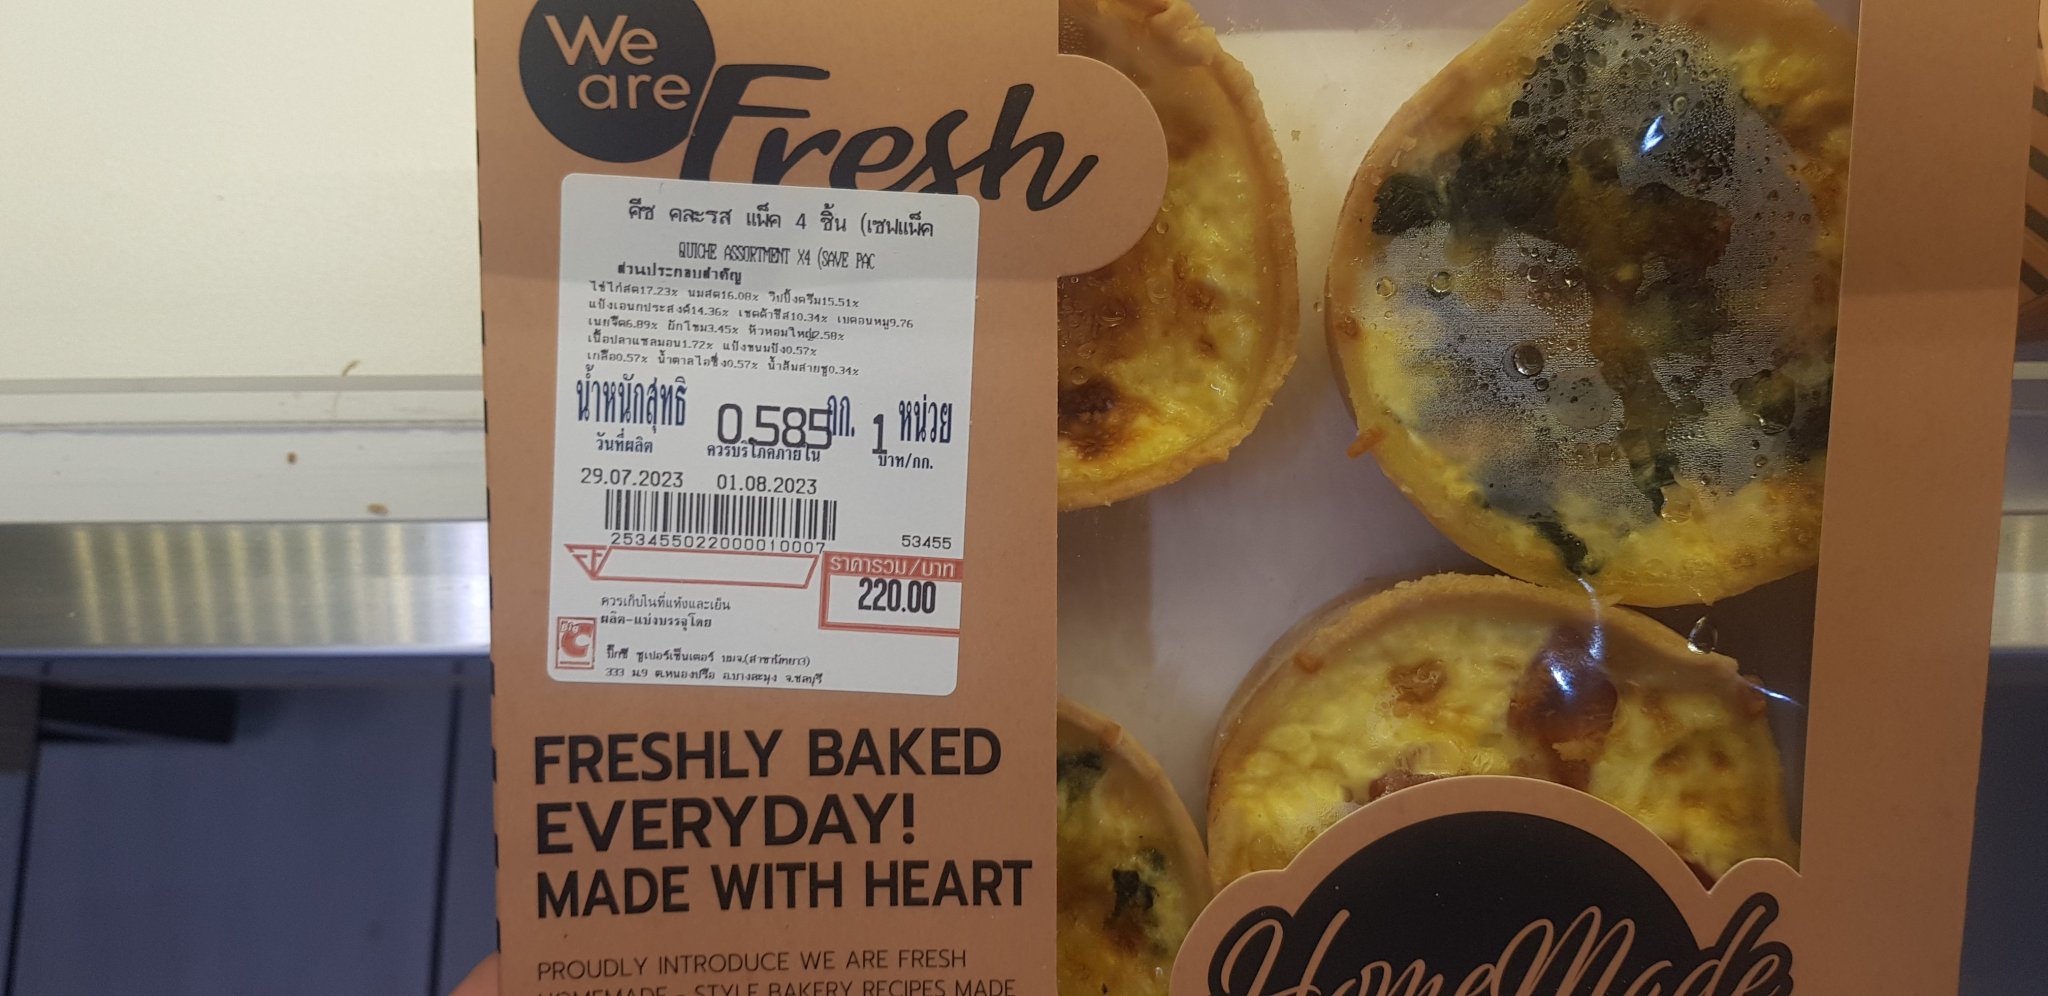 We
are
Fresh
คีช คละรส แพ็ค 4 ชิ้น (เซฟแพ็ค
QUICHE ASSORTMENT X4 (SAVE PAC
ส่วนประกอบสำคัญ
ไข่ไก่สด17.23% นมสด16.08% วิปปิ้งครีม15.51%
แป้งเอนกประสงค์14.36% เชดด้าชีส10.34% เบคอนหมู9.76
เนยจืด6.89% ผักโขม3.45% หัวหอมใหญ่2.58%
เนื้อปลาแซลมอน1.72% แป้งขนมปัง0.57%
เกลือ0.57% น้ำตาลไอซิ่ง0.57% น้ำส้มสายชู0.34%
น้ำหนักสุทธิ 0.585 กก. 1 หน่วย
วันที่ผลิต ควรบริโภคภายใน บาท/กก.
29.07.2023 01.08.2023
253455022000010007 53455
ราคารวม/บาท
220.00
ควรเก็บในที่แห้งและเย็น
ผลิต-แบ่งบรรจุโดย
Big C
บิ๊กซี ซูเปอร์เซ็นเตอร์ บมจ.(สาขาพัทยา3)
333 ม.9 ต.หนองปรือ อ.บางละมุง จ.ชลบุรี
FRESHLY BAKED
EVERYDAY!
MADE WITH HEART
PROUDLY INTRODUCE WE ARE FRESH
HOMEMADE - STYLE BAKERY RECIPES MADE
HomeMade